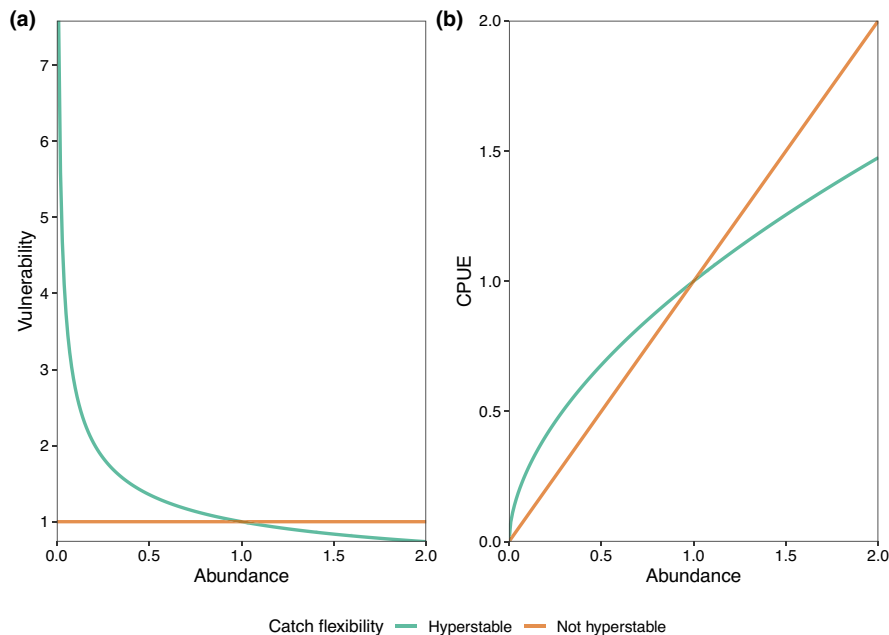 (a)
7
6
5
4
3
2
1
Vulnerability
0.0 0.5 1.0 1.5 2.0
Abundance
(b)
2.0
1.5
1.0
0.5
0.0
CPUE
0.0 0.5 1.0 1.5 2.0
Abundance
Catch flexibility Hyperstable Not hyperstable